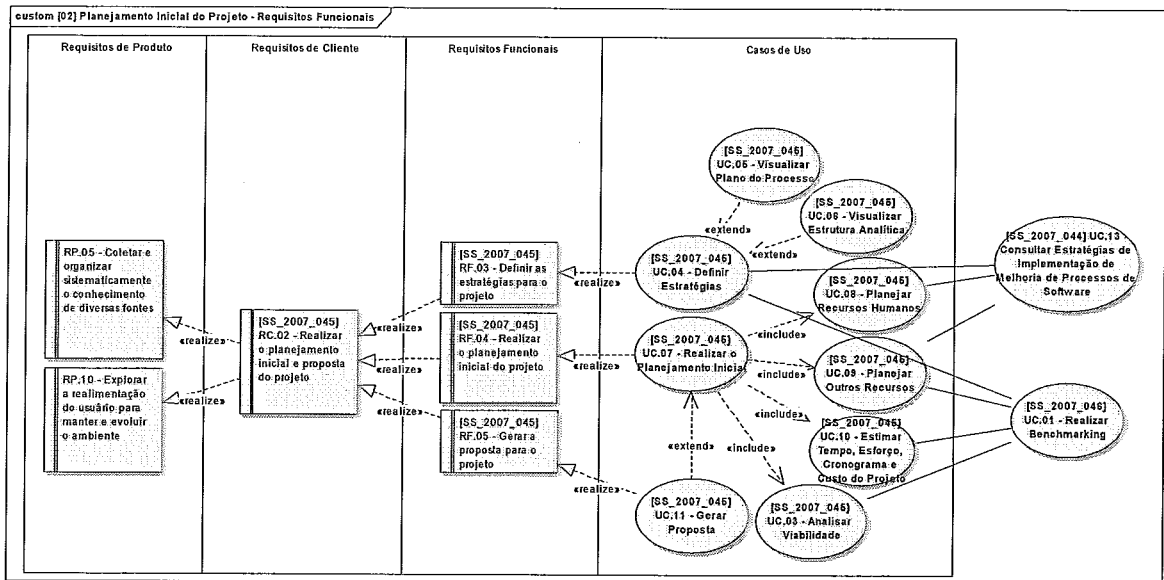 custom [02] Planejamento Inicial do Projeto - Requisitos Funcionais
Requisitos de Produto
Requisitos de Cliente
Requisitos Funcionais
Casos de Uso
RP.05 - Coletar e
organizar
sistematicamente
o conhecimento
de diversas fontes
RP.10 - Explorar
a realimentação
do usuário para
manter e evoluir
o ambiente
«realize»
«realize»
[SS_2007_045]
RC.02 - Realizar
o planejamento
inicial e proposta
do projeto
«realize»
«realize»
«realize»
[SS_2007_045]
RF.03 - Definir as
estratégias para o
projeto
[SS_2007_045]
RF.04 - Realizar
o planejamento
inicial do projeto
[SS_2007_045]
RF.05 - Gerar a
proposta para o
projeto
«realize»
«realize»
«realize»
[SS_2007_045]
UC.05 - Visualizar
Plano do Processo
[SS_2007_045]
UC.06 - Visualizar
Estrutura Analítica
«extend»
«extend»
[SS_2007_045]
UC.04 - Definir
Estratégias
[SS_2007_045]
UC.08 - Planejar
Recursos Humanos
[SS_2007_045]
UC.07 - Realizar o
Planejamento Inicial
«include»
«include»
«include»
«include»
«extend»
[SS_2007_045]
UC.09 - Planejar
Outros Recursos
[SS_2007_045]
UC.10 - Estimar
Tempo, Esforço,
Cronograma e
Custo do Projeto
[SS_2007_045]
UC.11 - Gerar
Proposta
[SS_2007_045]
UC.03 - Analisar
Viabilidade
[SS_2007_044] UC.13 -
Consultar Estratégias de
Implementação de
Melhoria de Processos de
Software
[SS_2007_046]
UC.01 - Realizar
Benchmarking